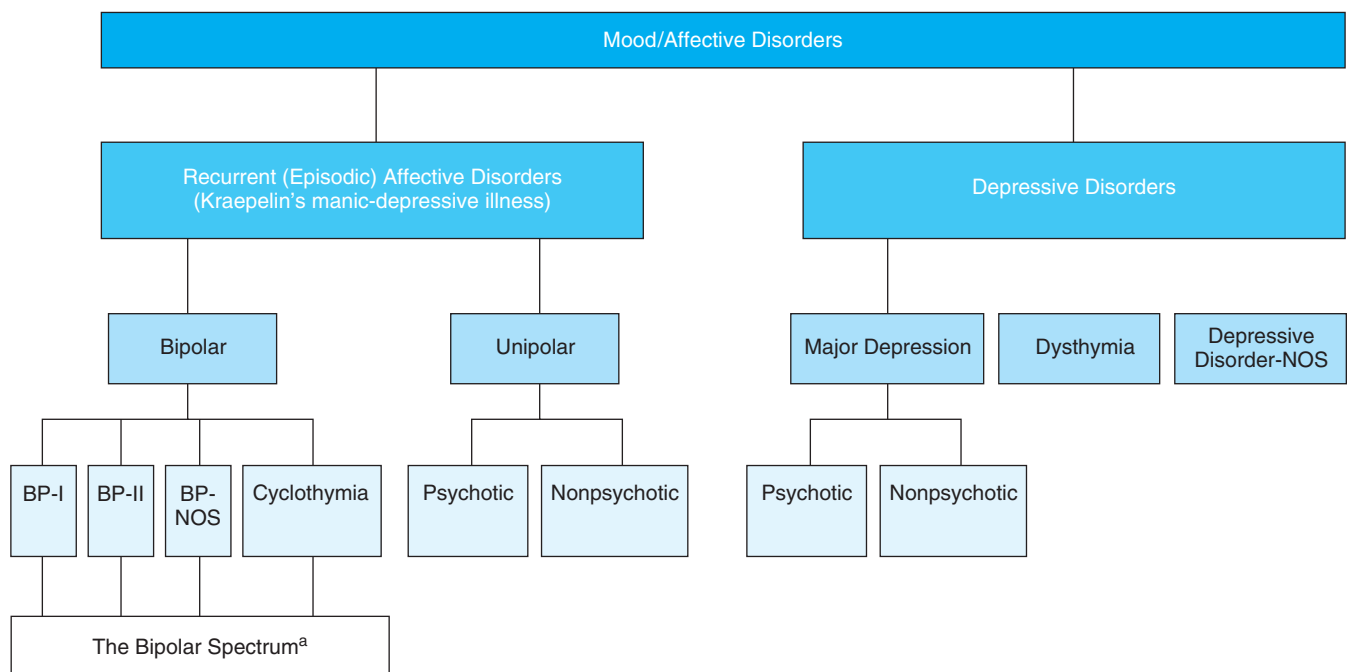 Mood/Affective Disorders
Recurrent (Episodic) Affective Disorders
(Kraepelin’s manic-depressive illness)
Depressive Disorders
Bipolar
Unipolar
Major Depression
Dysthymia
Depressive
Disorder-NOS
BP-I
BP-II
BP-
NOS
Cyclothymia
Psychotic
Nonpsychotic
Psychotic
Nonpsychotic
The Bipolar Spectrumᵃ